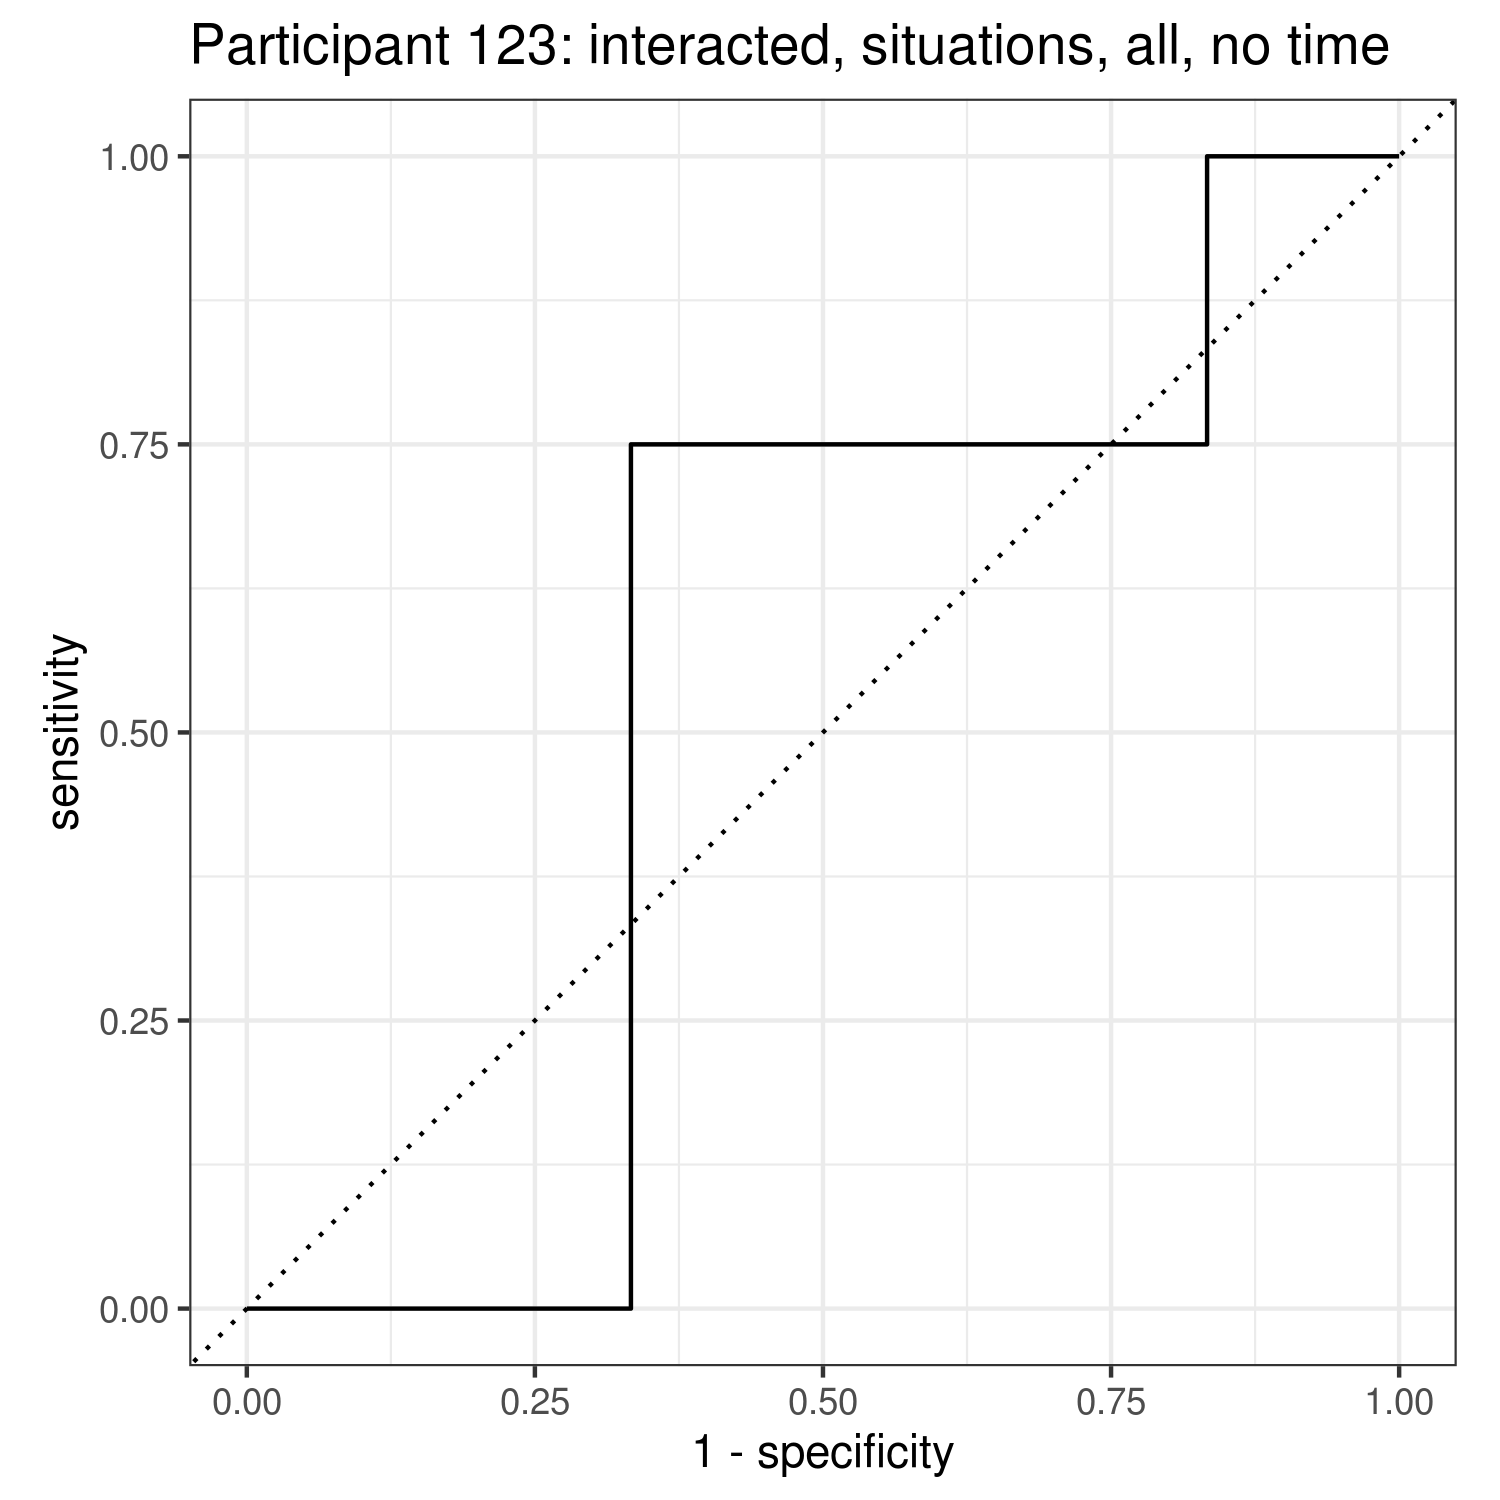 Participant 123: interacted, situations, all, no time
1.00
0.75
0.50
0.25
0.00
sensitivity
0.00 0.25 0.50 0.75 1.00
1 - specificity